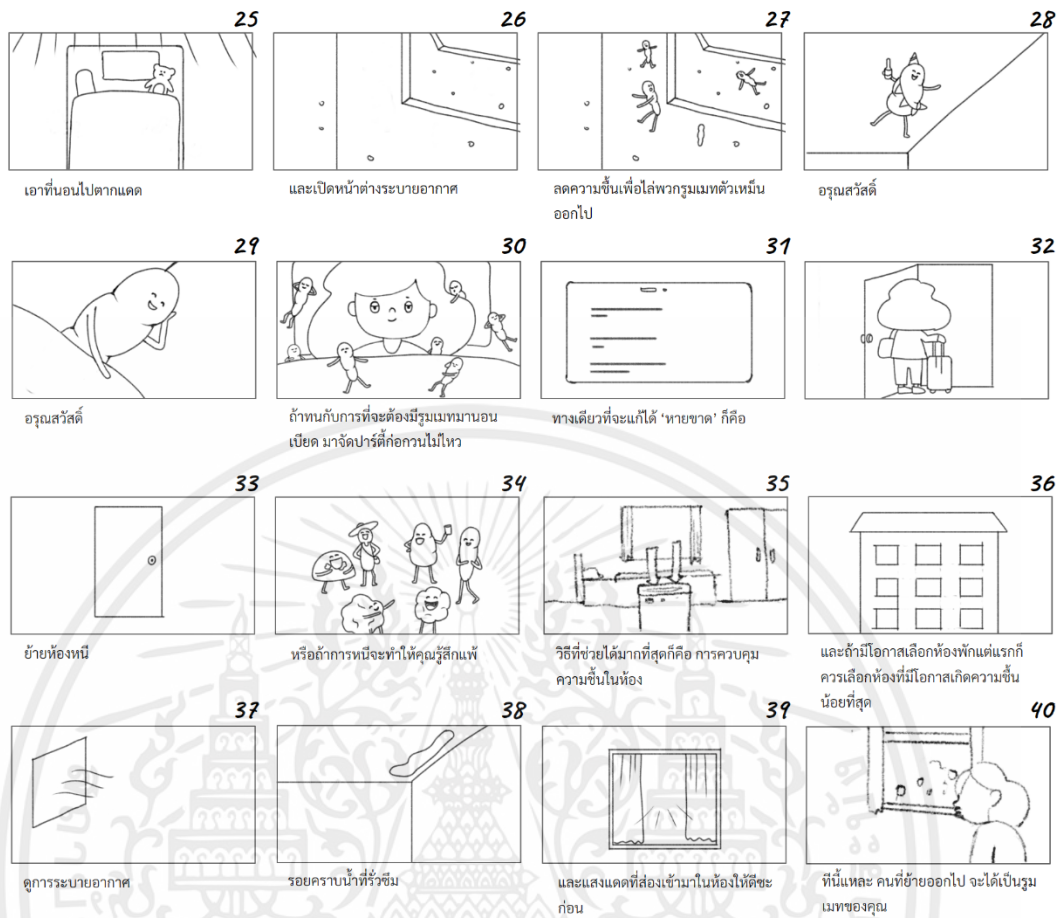 25
26
27
28
เอาที่นอนไปตากแดด
และเปิดหน้าต่างระบายอากาศ
ลดความชื้นเพื่อไล่พวกรูมเมทตัวเหม็น
ออกไป
อรุณสวัสดิ์
29
30
31
32
อรุณสวัสดิ์
ถ้าทนกับการที่จะต้องมีรูมเมทมานอน
เบียด มาจัดปาร์ตี้ก่อกวนไม่ไหว
ทางเดียวที่จะแก้ได้ ‘หายขาด’ ก็คือ
33
34
35
36
ย้ายห้องหนี
หรือถ้าการหนีจะทำให้คุณรู้สึกแพ้
วิธีที่ช่วยได้มากที่สุดก็คือ การควบคุม
ความชื้นในห้อง
และถ้ามีโอกาสเลือกห้องพักแต่แรกก็
ควรเลือกห้องที่มีโอกาสเกิดความชื้น
น้อยที่สุด
37
38
39
40
ดูการระบายอากาศ
รอยคราบน้ำที่รั่วซึม
และแสงแดดที่ส่องเข้ามาในห้องให้ดีซะ
ก่อน
ทีนี้แหละ คนที่ย้ายออกไป จะได้เป็นรูม
เมทของคุณ